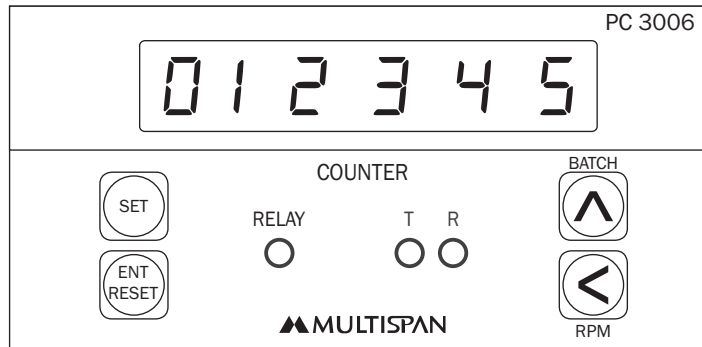 PC 3006
012345
COUNTER
BATCH
SET
RELAY
T R
ENT
RESET
MULTISPAN
RPM